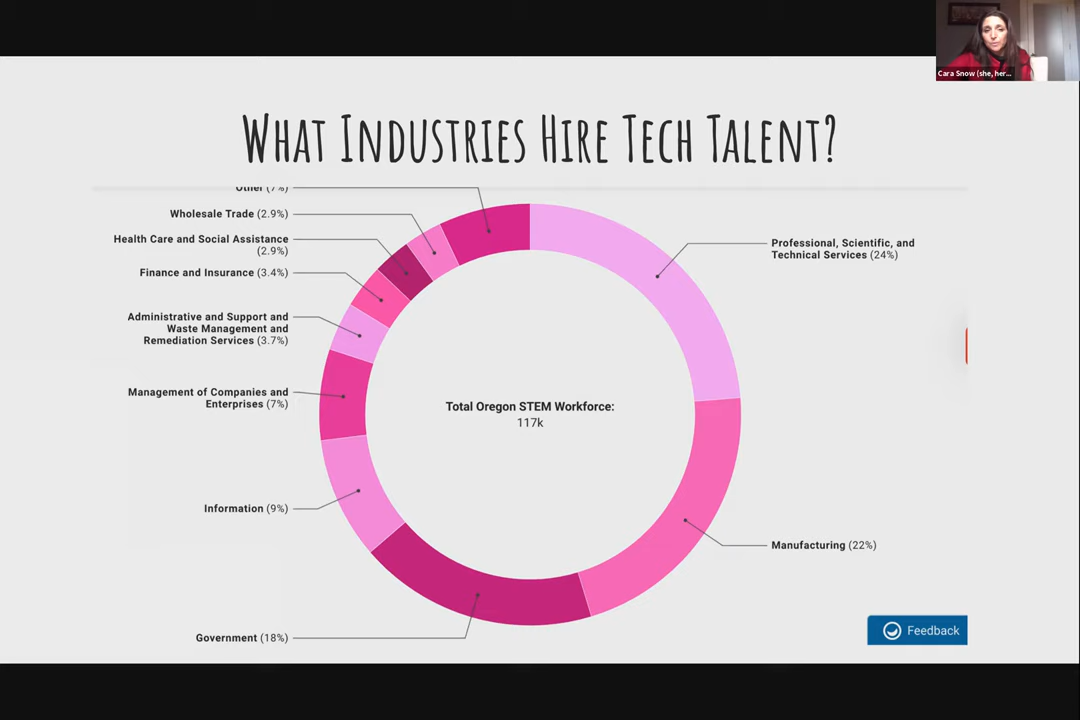 Cara Snow (she, her...
WHAT INDUSTRIES HIRE TECH TALENT?
Other (7%)
Wholesale Trade (2.9%)
Health Care and Social Assistance
(2.9%)
Finance and Insurance (3.4%)
Administrative and Support and
Waste Management and
Remediation Services (3.7%)
Management of Companies and
Enterprises (7%)
Information (9%)
Government (18%)
Professional, Scientific, and
Technical Services (24%)
Manufacturing (22%)
Total Oregon STEM Workforce:
117k
Feedback